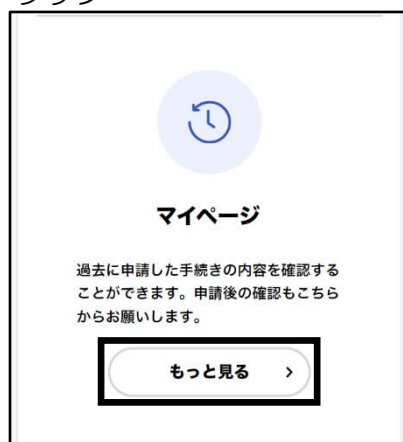 マイページ
過去に申請した手続きの内容を確認する
ことができます。申請後の確認もこちら
からお願いします。
もっと見る